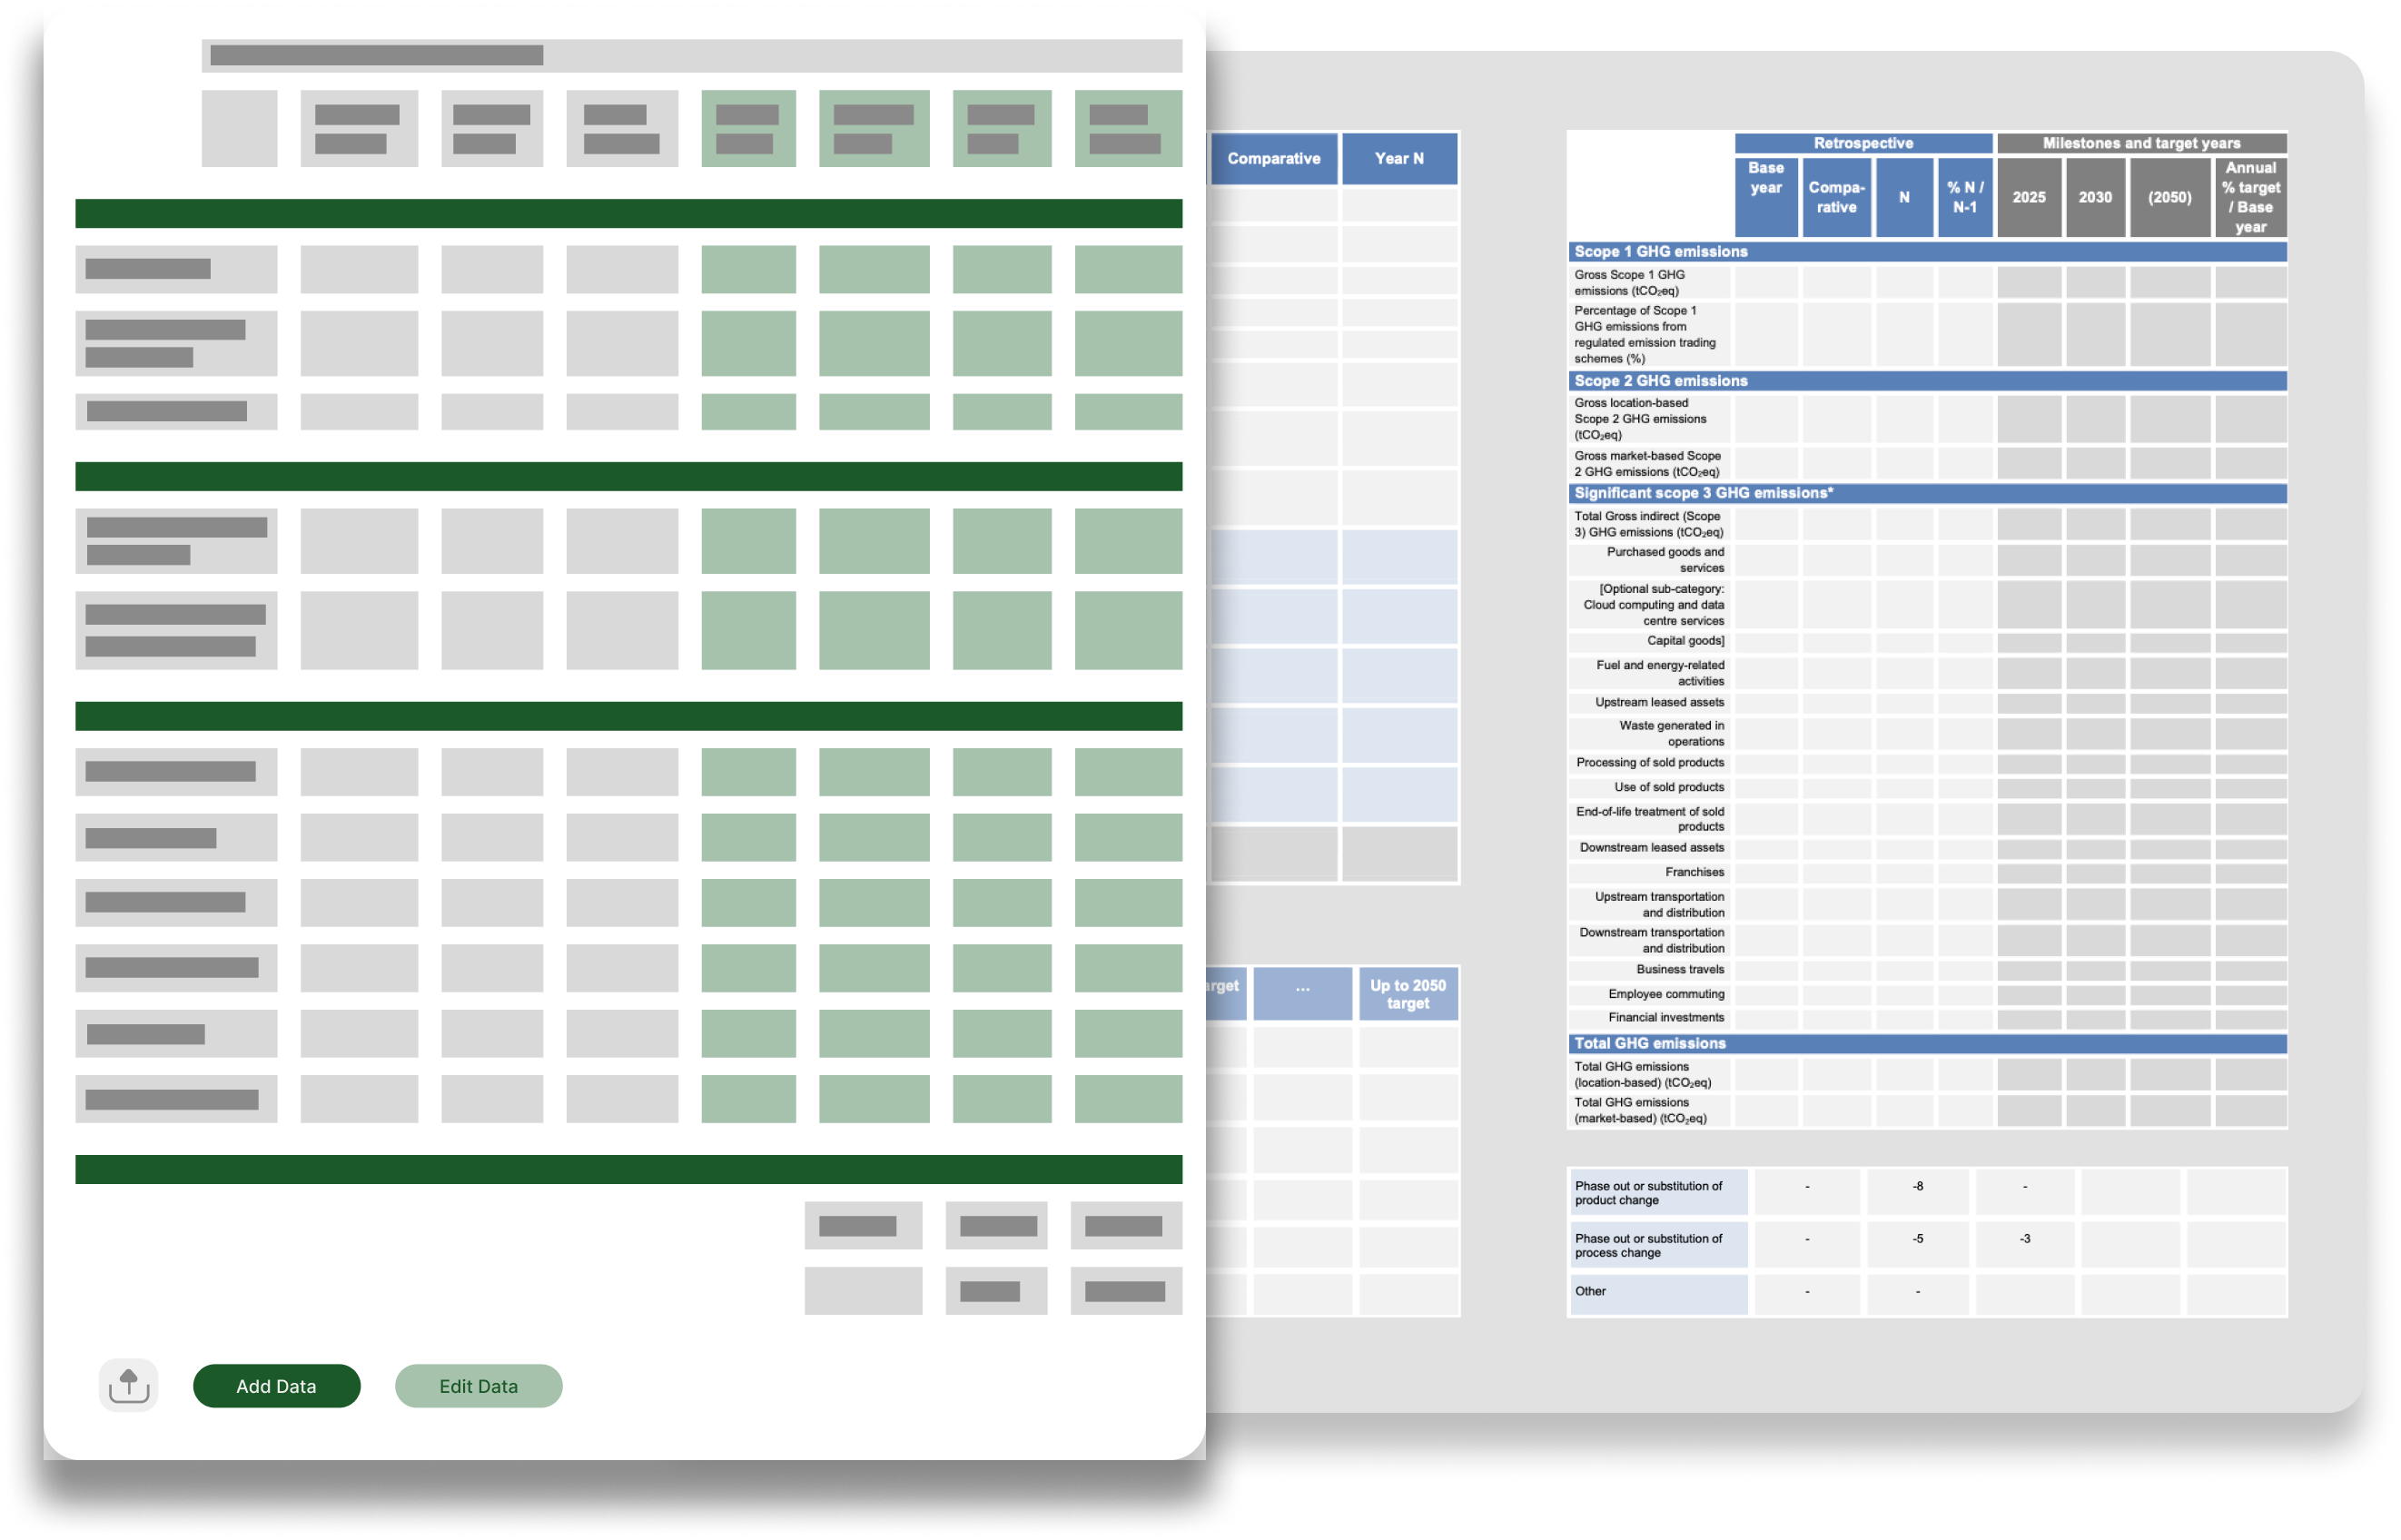 Add Data
Edit Data
Comparative
Year N
arget
...
Up to 2050
target
Retrospective
Milestones and target years
Base
year
Compa-
rative
N
% N /
N-1
2025
2030
(2050)
Annual
% target
/ Base
year
Scope 1 GHG emissions
Gross Scope 1 GHG
emissions (tCO₂eq)
Percentage of Scope 1
GHG emissions from
regulated emission trading
schemes (%)
Scope 2 GHG emissions
Gross location-based
Scope 2 GHG emissions
(tCO₂eq)
Gross market-based Scope
2 GHG emissions (tCO₂eq)
Significant scope 3 GHG emissions*
Total Gross indirect (Scope
3) GHG emissions (tCO₂eq)
Purchased goods and
services
[Optional sub-category:
Cloud computing and data
centre services
Capital goods]
Fuel and energy-related
activities
Upstream leased assets
Waste generated in
operations
Processing of sold products
Use of sold products
End-of-life treatment of sold
products
Downstream leased assets
Franchises
Upstream transportation
and distribution
Downstream transportation
and distribution
Business travels
Employee commuting
Financial investments
Total GHG emissions
Total GHG emissions
(location-based) (tCO₂eq)
Total GHG emissions
(market-based) (tCO₂eq)
Phase out or substitution of
product change
- -8 -
Phase out or substitution of
process change
- -5 -3
Other
- -